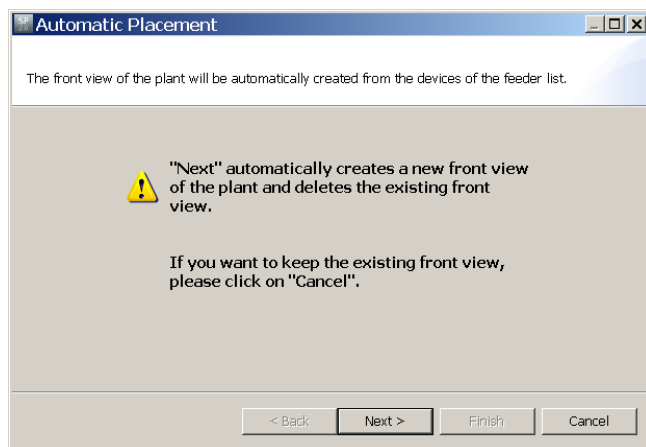 Automatic Placement
The front view of the plant will be automatically created from the devices of the feeder list.
"Next" automatically creates a new front view
of the plant and deletes the existing front
view.
If you want to keep the existing front view,
please click on "Cancel".
< Back Next > Finish Cancel